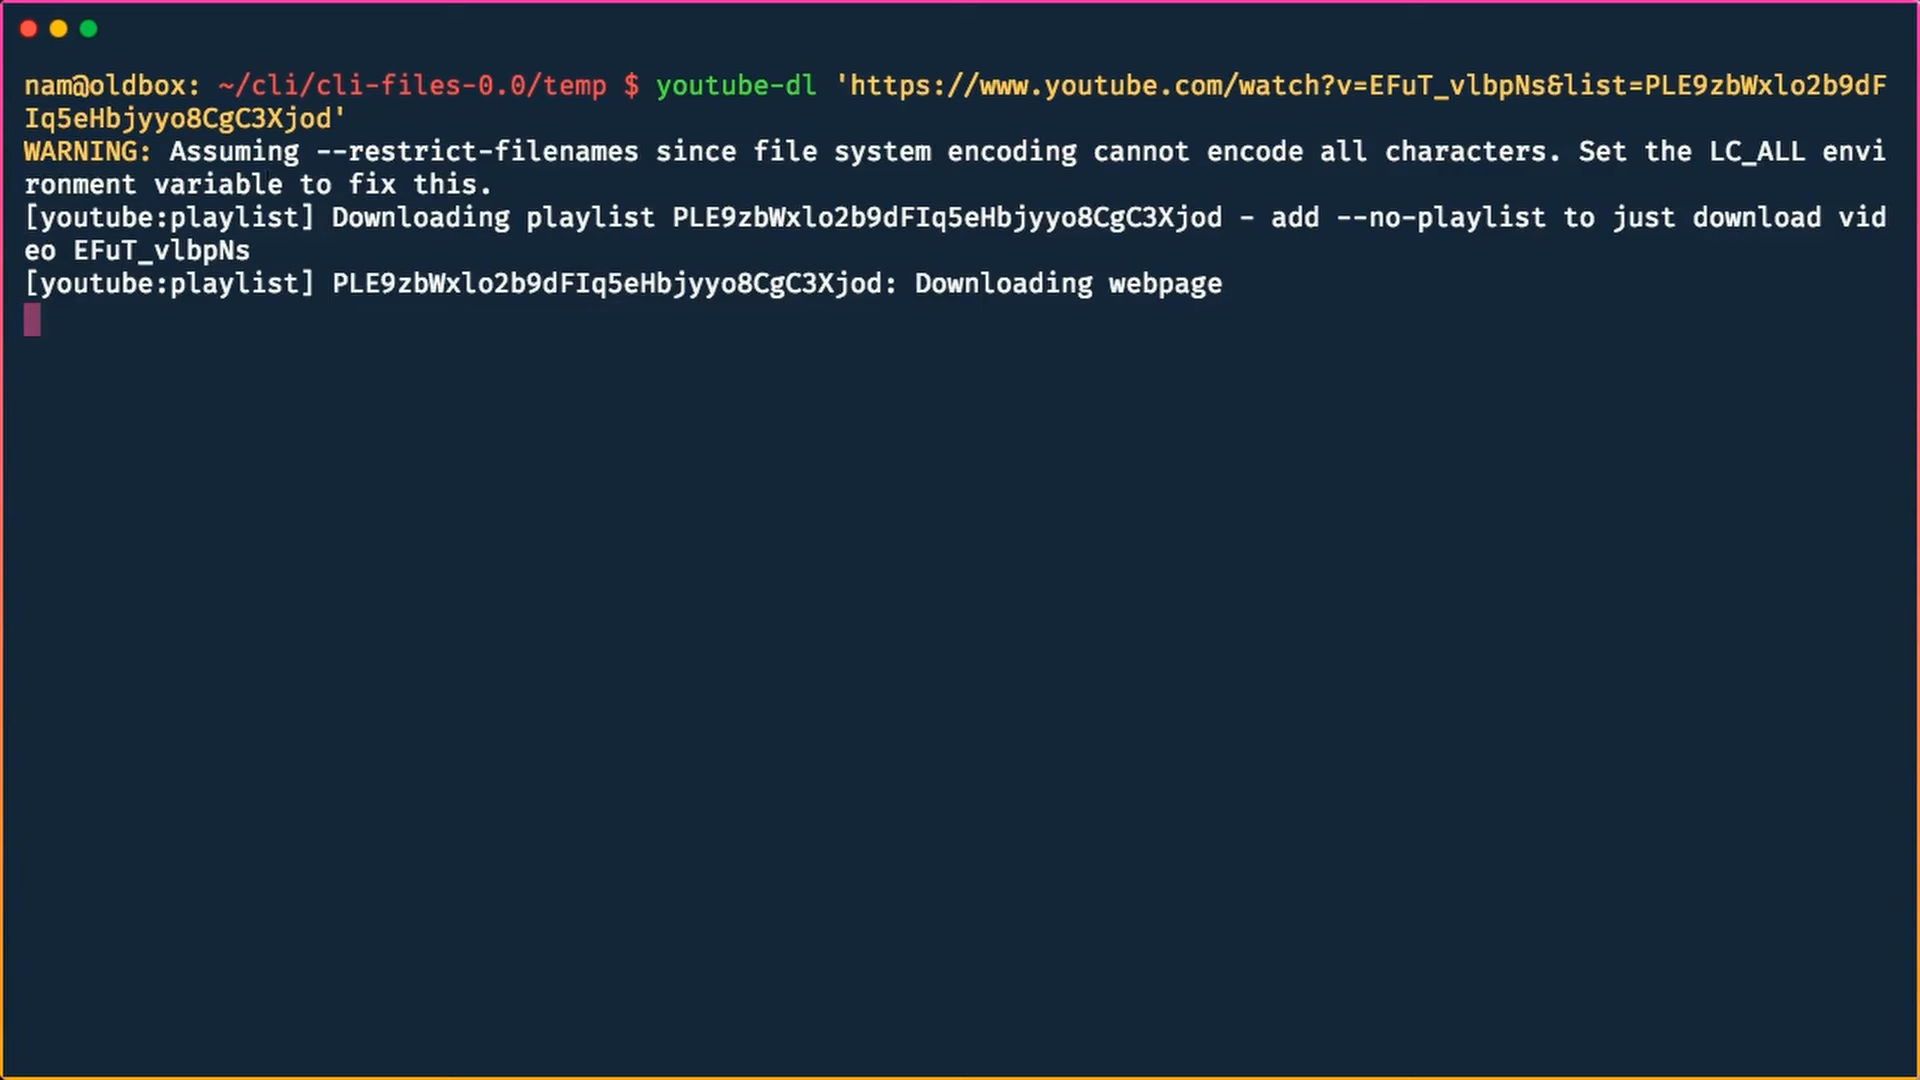 nam@oldbox: ~/cli/cli-files-0.0/temp $ youtube-dl 'https://www.youtube.com/watch?v=EFuT_vlbpNs&list=PLE9zbWxlo2b9dF
Iq5eHbjyyo8CgC3Xjod'
WARNING: Assuming --restrict-filenames since file system encoding cannot encode all characters. Set the LC_ALL envi
ronment variable to fix this.
[youtube:playlist] Downloading playlist PLE9zbWxlo2b9dFIq5eHbjyyo8CgC3Xjod - add --no-playlist to just download vid
eo EFuT_vlbpNs
[youtube:playlist] PLE9zbWxlo2b9dFIq5eHbjyyo8CgC3Xjod: Downloading webpage